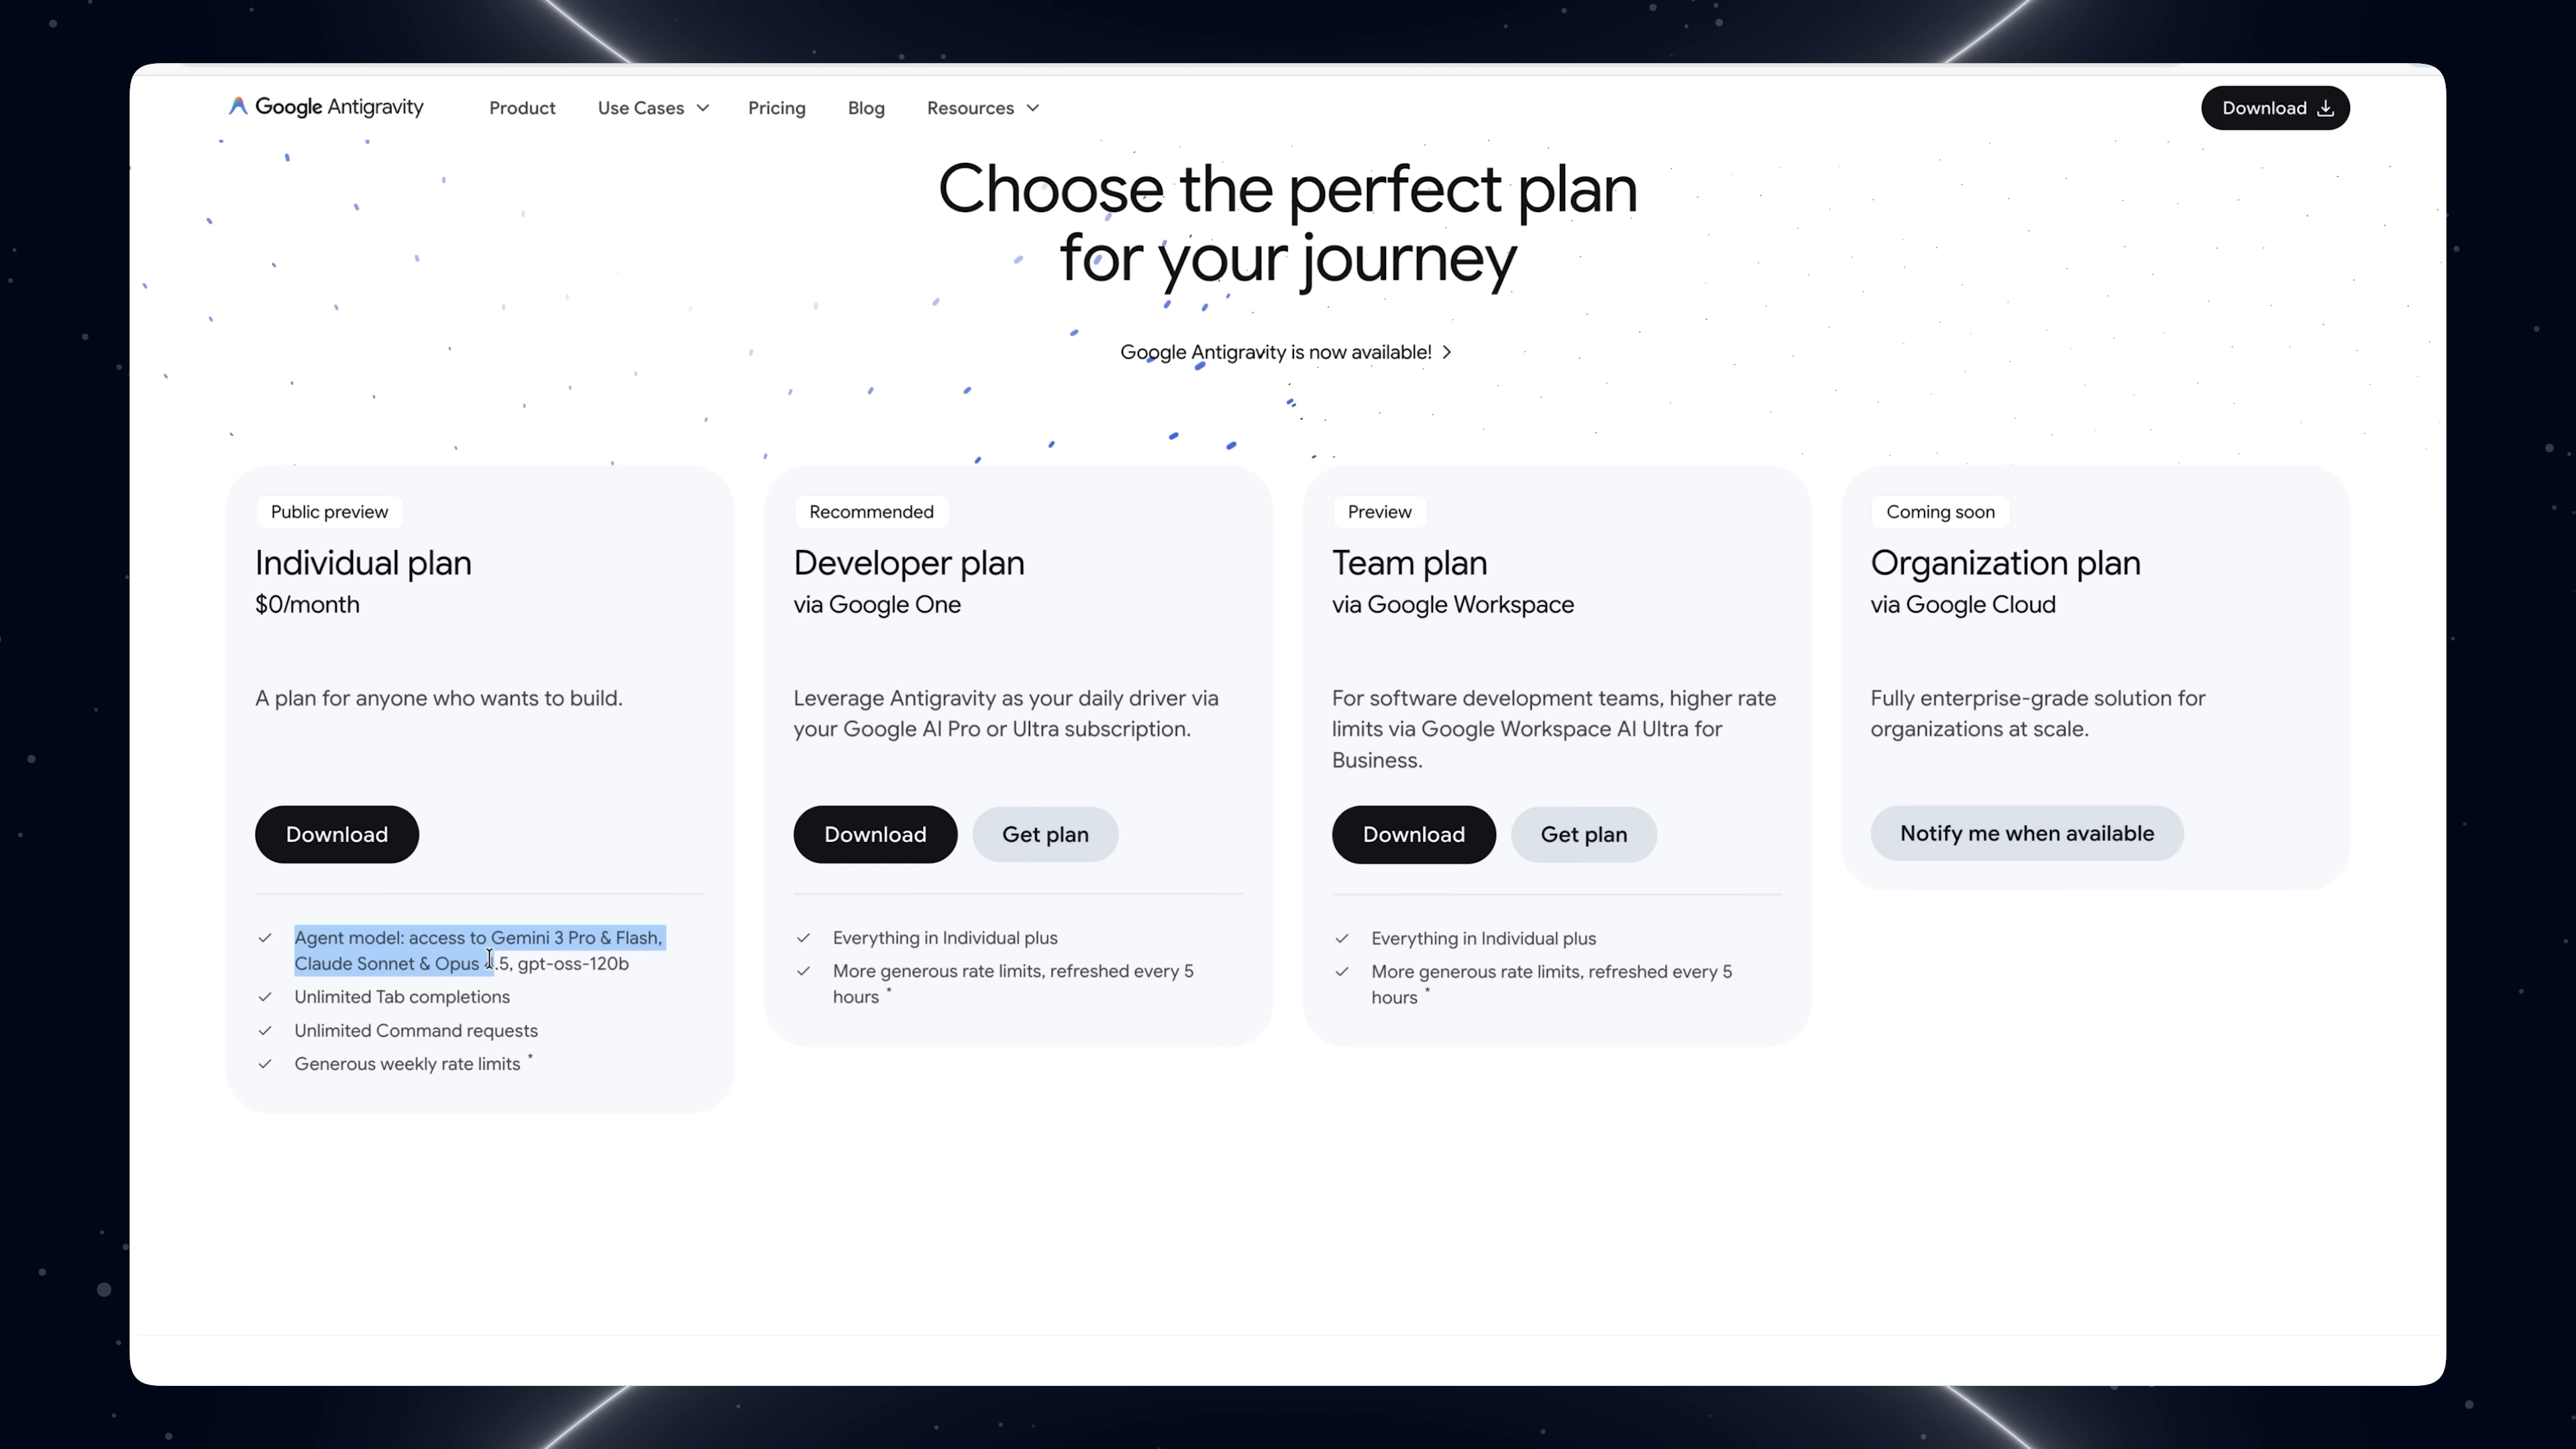 Google Antigravity
Product
Use Cases
Pricing
Blog
Resources
Download
Choose the perfect plan
for your journey
Google Antigravity is now available!
Public preview
Individual plan
$0/month
A plan for anyone who wants to build.
Download
Agent model: access to Gemini 3 Pro & Flash,
Claude Sonnet & Opus .5, gpt-oss-120b
Unlimited Tab completions
Unlimited Command requests
Generous weekly rate limits *
Recommended
Developer plan
via Google One
Leverage Antigravity as your daily driver via
your Google AI Pro or Ultra subscription.
Download
Get plan
Everything in Individual plus
More generous rate limits, refreshed every 5
hours *
Preview
Team plan
via Google Workspace
For software development teams, higher rate
limits via Google Workspace AI Ultra for
Business.
Download
Get plan
Everything in Individual plus
More generous rate limits, refreshed every 5
hours *
Coming soon
Organization plan
via Google Cloud
Fully enterprise-grade solution for
organizations at scale.
Notify me when available